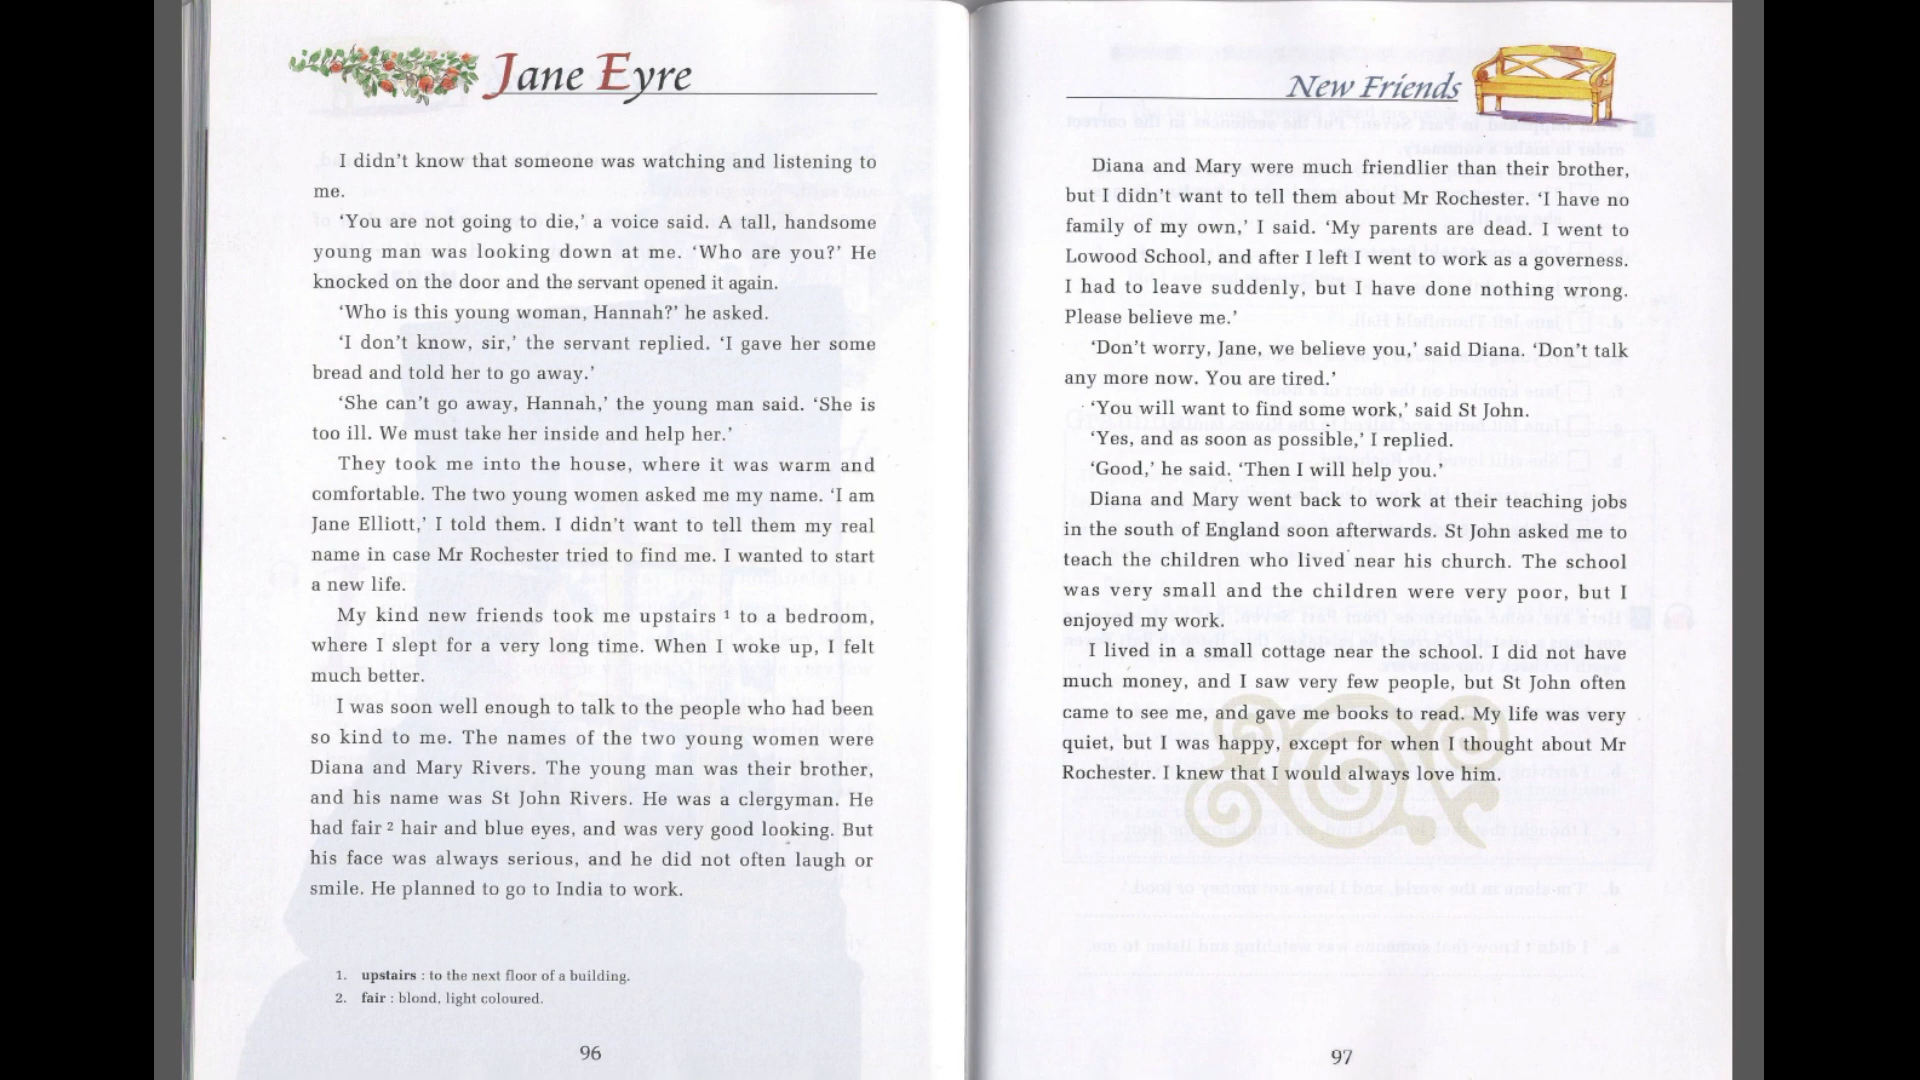 Jane Eyre
I didn't know that someone was watching and listening to
me.
'You are not going to die,' a voice said. A tall, handsome
young man was looking down at me. 'Who are you?' He
knocked on the door and the servant opened it again.
'Who is this young woman, Hannah?' he asked.
'I don't know, sir,' the servant replied. 'I gave her some
bread and told her to go away.'
'She can't go away, Hannah,' the young man said. 'She is
too ill. We must take her inside and help her.'
They took me into the house, where it was warm and
comfortable. The two young women asked me my name. 'I am
Jane Elliott,' I told them. I didn't want to tell them my real
name in case Mr Rochester tried to find me. I wanted to start
a new life.
My kind new friends took me upstairs 1 to a bedroom,
where I slept for a very long time. When I woke up, I felt
much better.
I was soon well enough to talk to the people who had been
so kind to me. The names of the two young women were
Diana and Mary Rivers. The young man was their brother,
and his name was St John Rivers. He was a clergyman. He
had fair 2 hair and blue eyes, and was very good looking. But
his face was always serious, and he did not often laugh or
smile. He planned to go to India to work.
1. upstairs : to the next floor of a building.
2. fair : blond, light coloured.
96
New Friends
Diana and Mary were much friendlier than their brother,
but I didn't want to tell them about Mr Rochester. 'I have no
family of my own,' I said. 'My parents are dead. I went to
Lowood School, and after I left I went to work as a governess.
I had to leave suddenly, but I have done nothing wrong.
Please believe me.'
'Don't worry, Jane, we believe you,' said Diana. 'Don't talk
any more now. You are tired.'
'You will want to find some work,' said St John.
'Yes, and as soon as possible,' I replied.
'Good,' he said. 'Then I will help you.'
Diana and Mary went back to work at their teaching jobs
in the south of England soon afterwards. St John asked me to
teach the children who lived near his church. The school
was very small and the children were very poor, but I
enjoyed my work.
I lived in a small cottage near the school. I did not have
much money, and I saw very few people, but St John often
came to see me, and gave me books to read. My life was very
quiet, but I was happy, except for when I thought about Mr
Rochester. I knew that I would always love him.
97